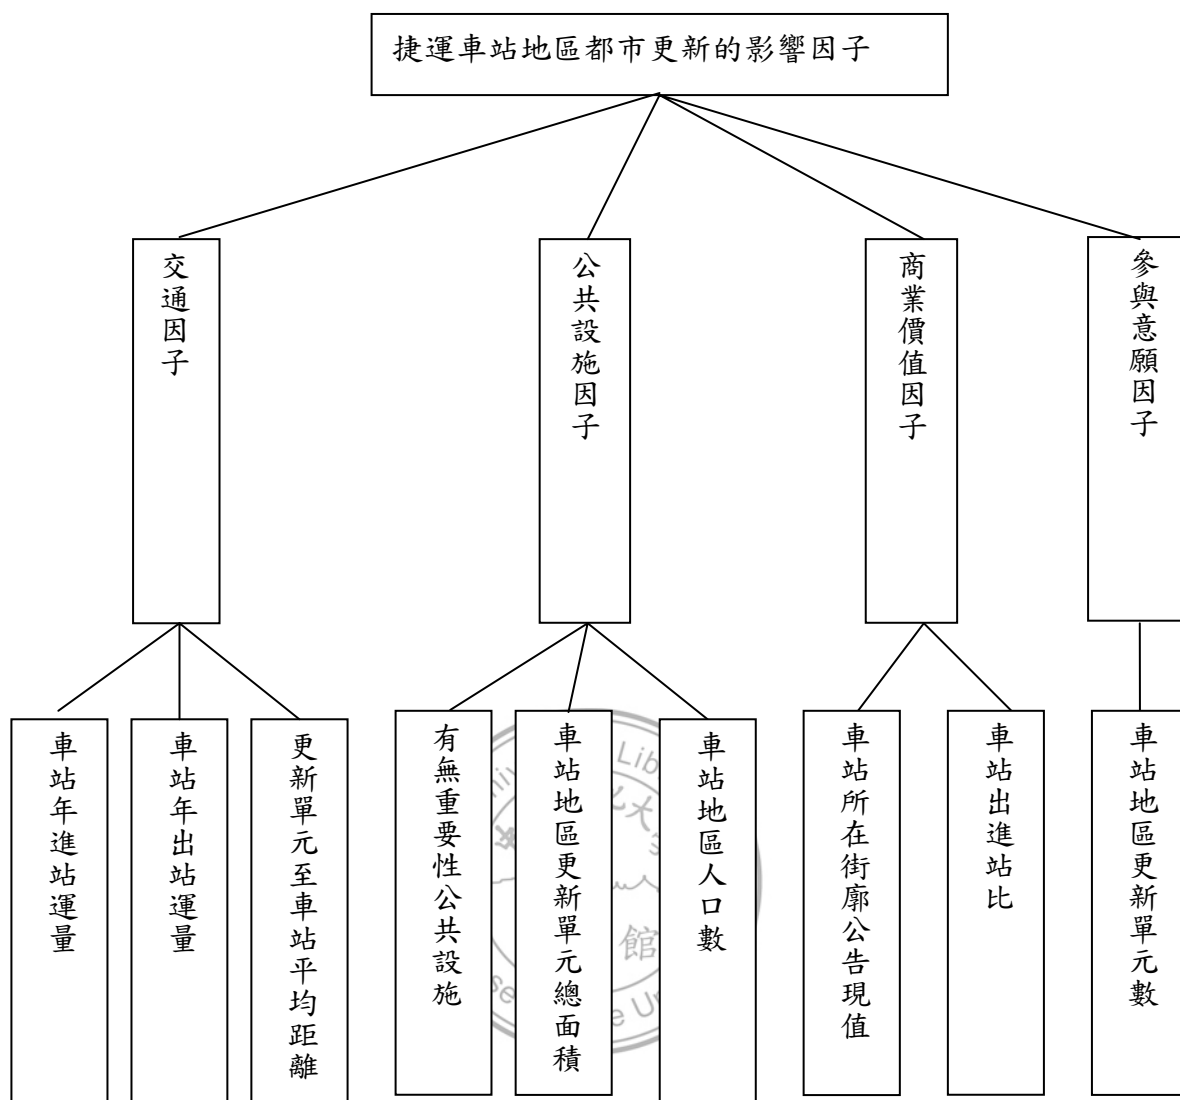 捷運車站地區都市更新的影響因子
交通因子
公共設施因子
商業價值因子
參與意願因子
車站年進站運量
車站年出站運量
更新單元至車站平均距離
有無重要性公共設施
車站地區更新單元總面積
車站地區人口數
車站所在街廓公告現值
車站出進站比
車站地區更新單元數
Lib
館